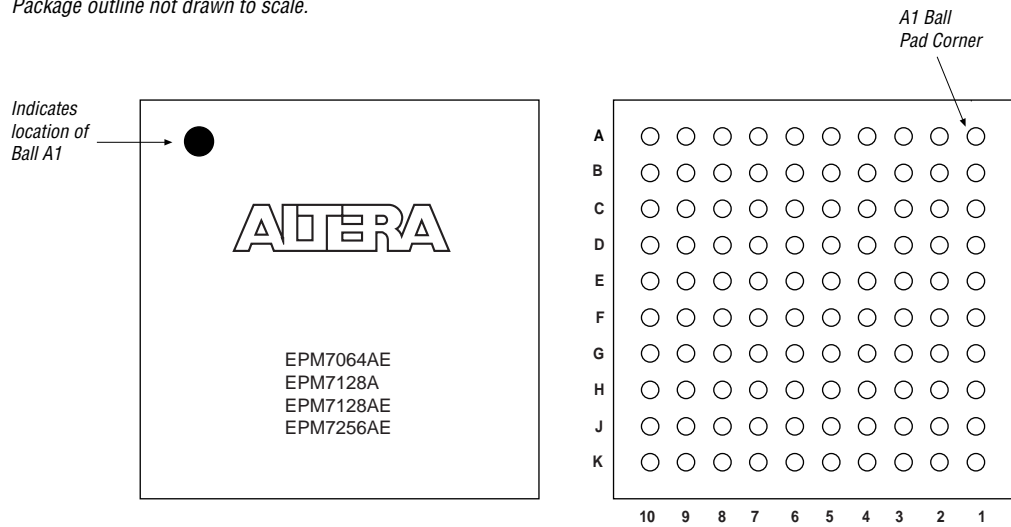 Package outline not drawn to scale.
A1 Ball
Pad Corner
Indicates
location of
Ball A1
ALTERA
EPM7064AE
EPM7128A
EPM7128AE
EPM7256AE
A
B
C
D
E
F
G
H
J
K
10 9 8 7 6 5 4 3 2 1